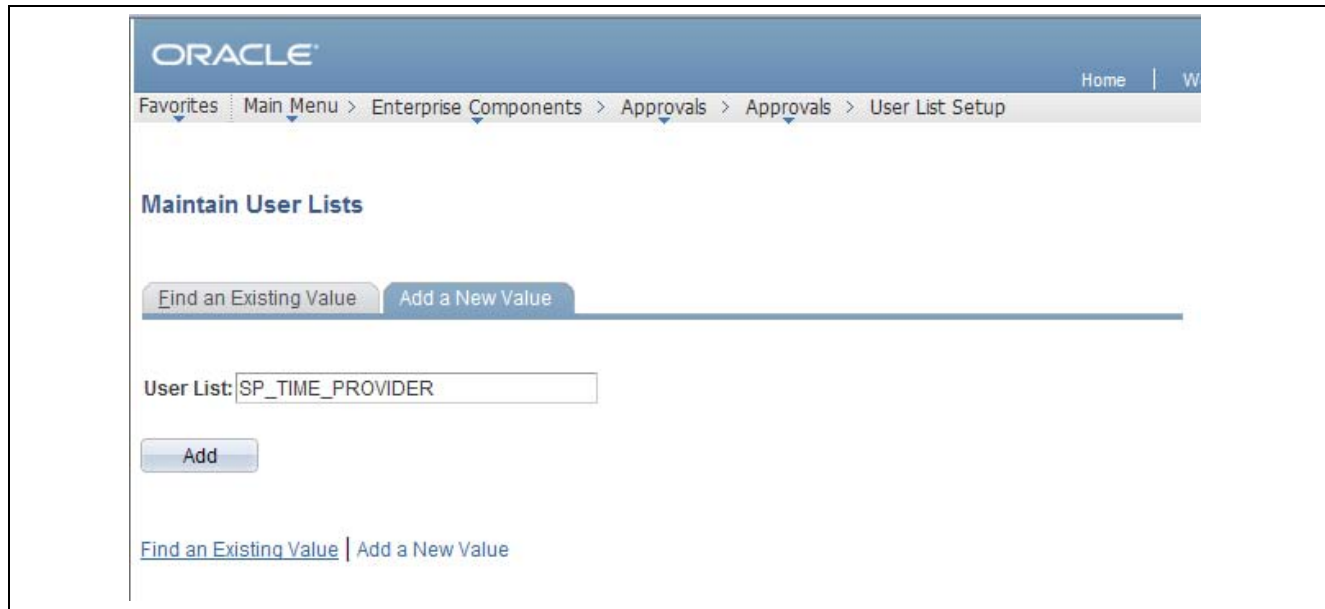 ORACLE
Home | W
Favorites Main Menu > Enterprise Components > Approvals > Approvals > User List Setup
Maintain User Lists
Find an Existing Value Add a New Value
User List: SP_TIME_PROVIDER
Add
Find an Existing Value | Add a New Value